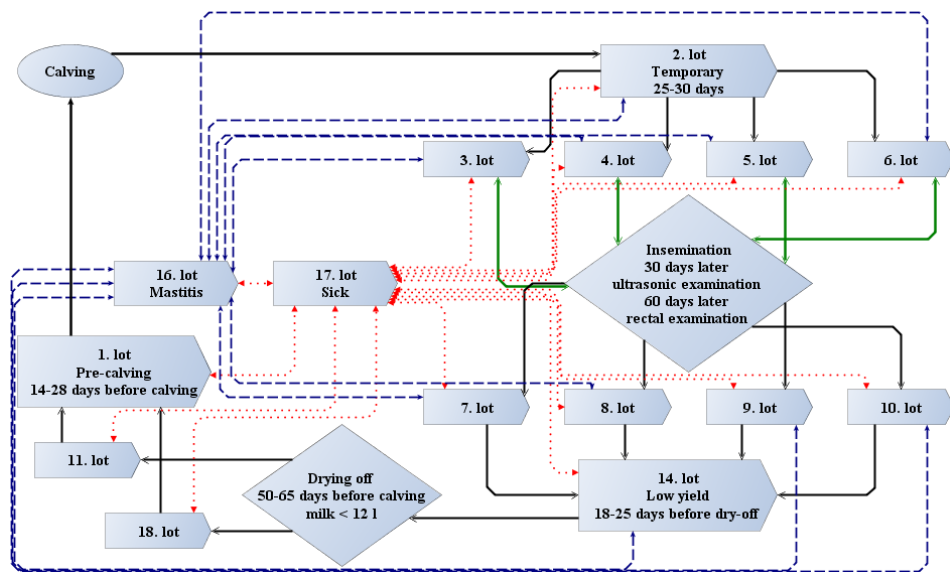 Calving
2. lot
Temporary
25-30 days
3. lot
4. lot
5. lot
6. lot
Insemination
30 days later
ultrasonic examination
60 days later
rectal examination
16. lot
Mastitis
17. lot
Sick
1. lot
Pre-calving
14-28 days before calving
7. lot
8. lot
9. lot
10. lot
11. lot
Drying off
50-65 days before calving
milk < 12 l
14. lot
Low yield
18-25 days before dry-off
18. lot